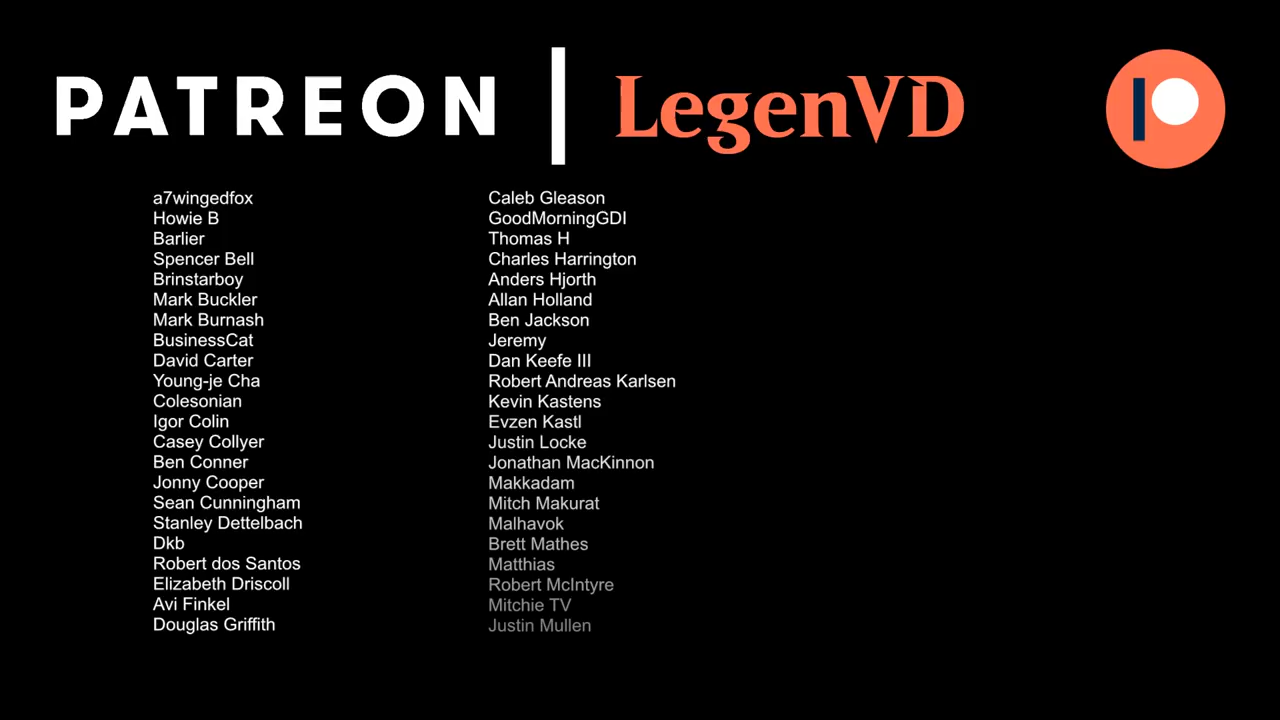 PATREON | LegenVD
a7wingedfox
Howie B
Barlier
Spencer Bell
Brinstarboy
Mark Buckler
Mark Burnash
BusinessCat
David Carter
Young-je Cha
Colesonian
Igor Colin
Casey Collyer
Ben Conner
Jonny Cooper
Sean Cunningham
Stanley Dettelbach
Dkb
Robert dos Santos
Elizabeth Driscoll
Avi Finkel
Douglas Griffith
Caleb Gleason
GoodMorningGDI
Thomas H
Charles Harrington
Anders Hjorth
Allan Holland
Ben Jackson
Jeremy
Dan Keefe III
Robert Andreas Karlsen
Kevin Kastens
Evzen Kastl
Justin Locke
Jonathan MacKinnon
Makkadam
Mitch Makurat
Malhavok
Brett Mathes
Matthias
Robert McIntyre
Mitchie TV
Justin Mullen